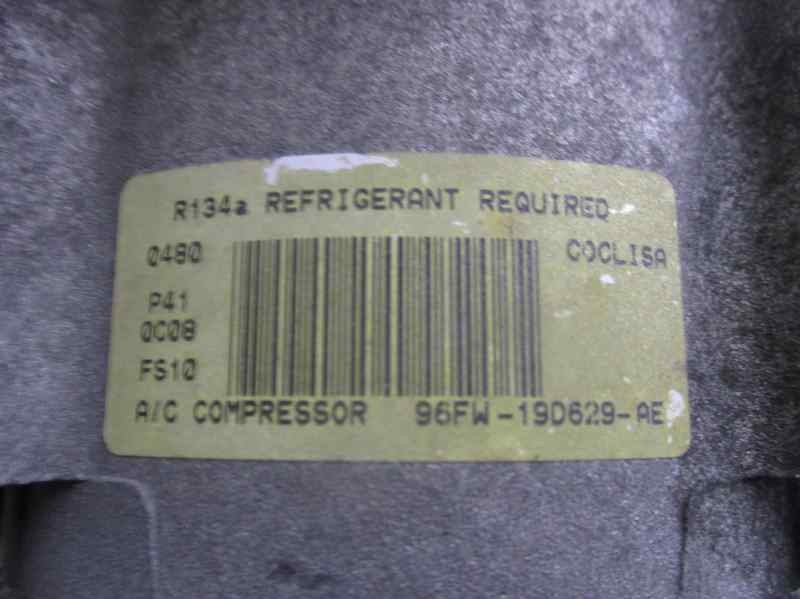 R134a REFRIGERANT REQUIRED
0480 COCLISA
P41
0C08
FS10
A/C COMPRESSOR 96FW-19D629-AE